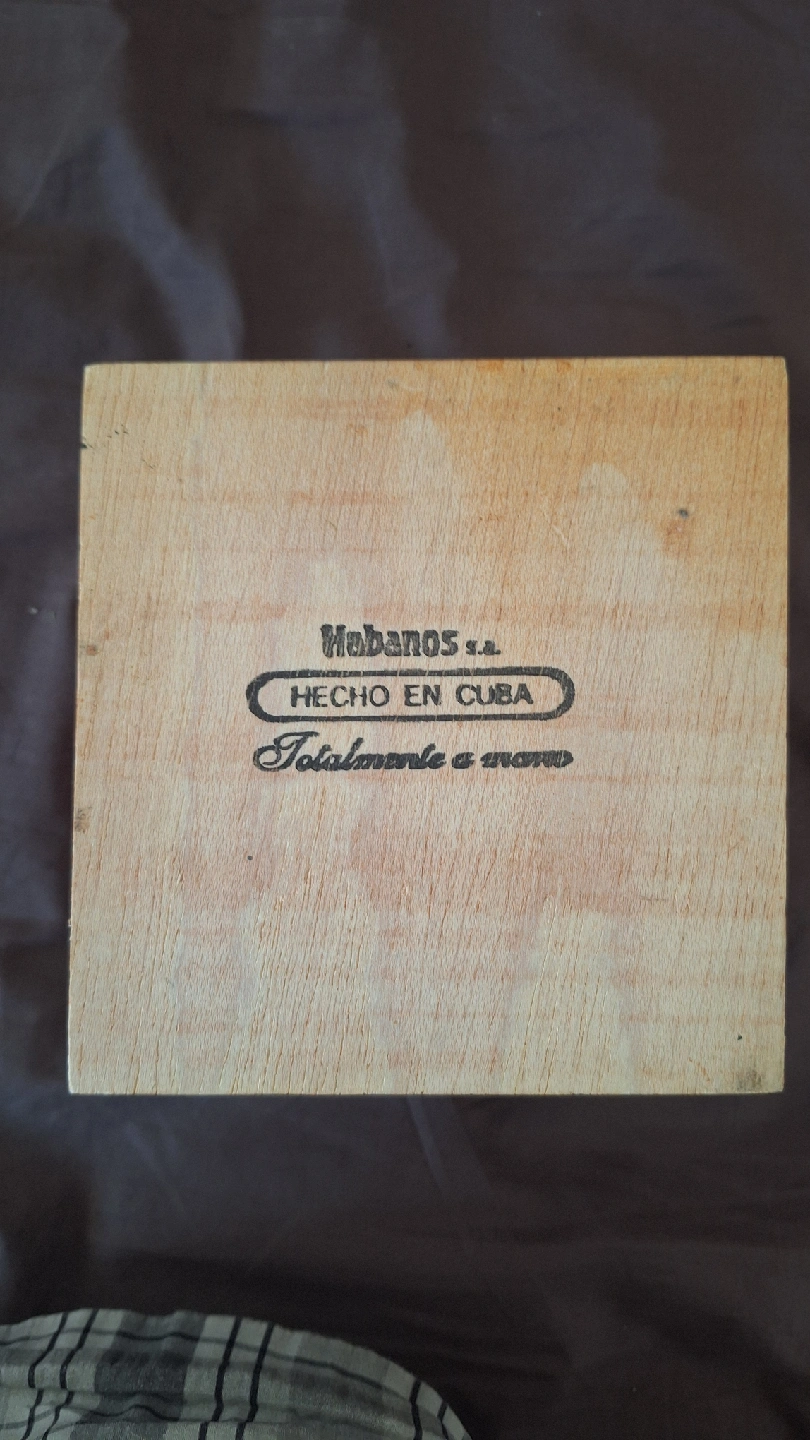 Habanos s.a.
HECHO EN CUBA
Totalmente a mano